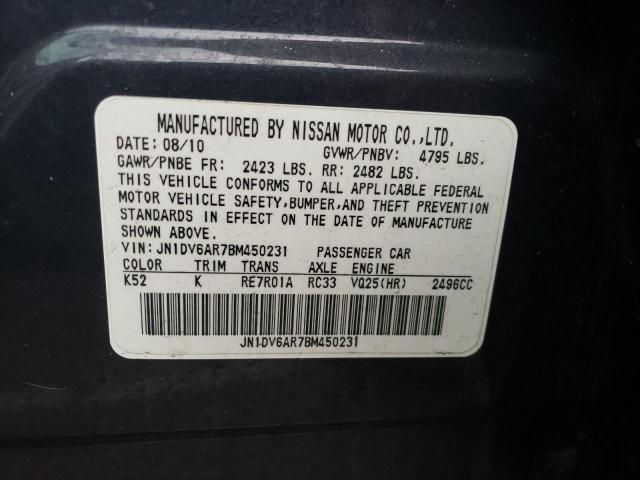 MANUFACTURED BY NISSAN MOTOR CO.,LTD.
DATE: 08/10 GVWR/PNBV: 4795 LBS.
GAWR/PNBE FR: 2423 LBS. RR: 2482 LBS.
THIS VEHICLE CONFORMS TO ALL APPLICABLE FEDERAL
MOTOR VEHICLE SAFETY,BUMPER,AND THEFT PREVENTION
STANDARDS IN EFFECT ON THE DATE OF MANUFACTURE
SHOWN ABOVE.
VIN: JN1DV6AR7BM450231 PASSENGER CAR
COLOR TRIM TRANS AXLE ENGINE
K52 K RE7R01A RC33 VQ25(HR) 2496CC
JN1DV6AR7BM450231